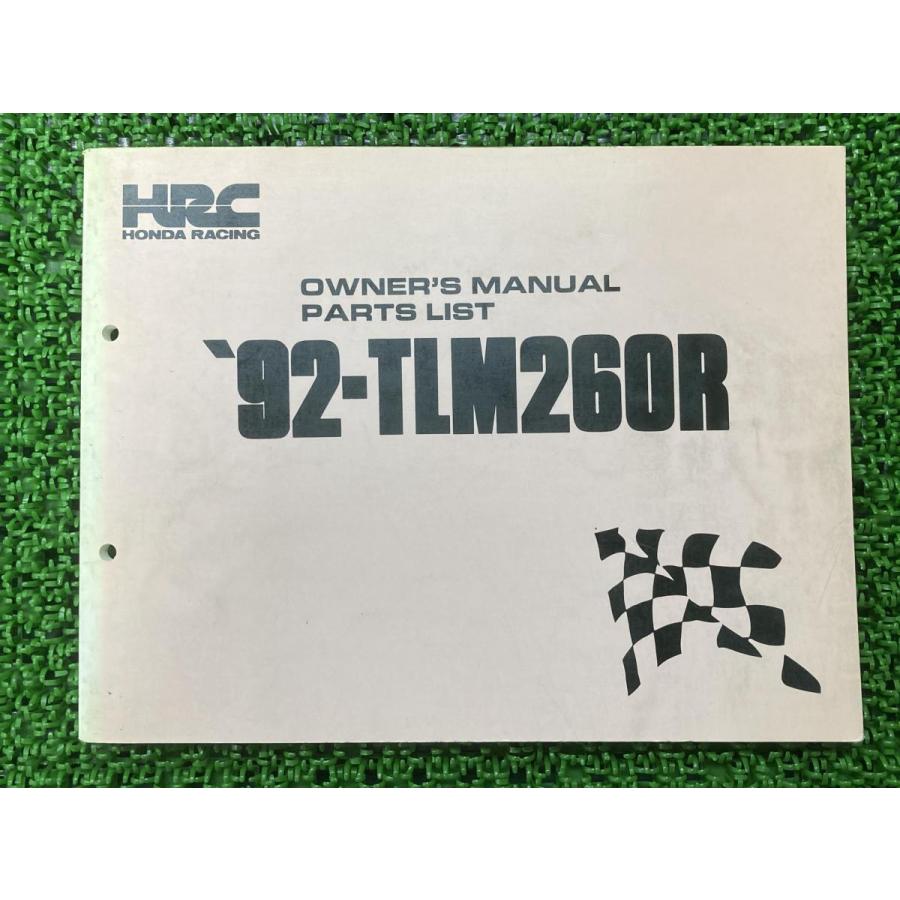 HRC
HONDA RACING
OWNER'S MANUAL
PARTS LIST
'92-TLM260R